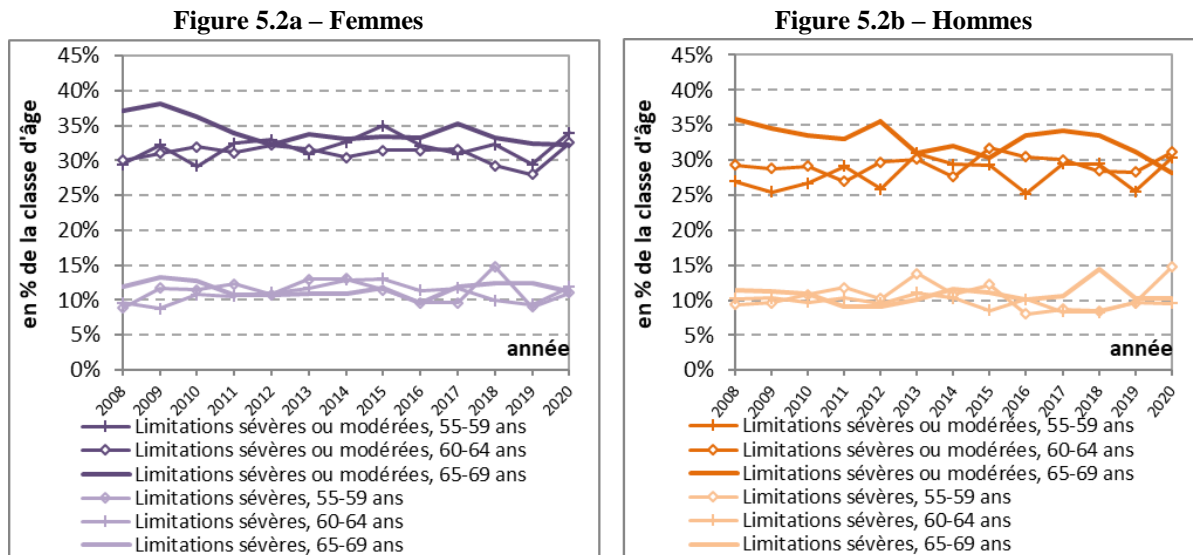 Figure 5.2a – Femmes
en % de la classe d'âge
45%
40%
35%
30%
25%
20%
15%
10%
5%
0%
année
2008
2009
2010
2011
2012
2013
2014
2015
2016
2017
2018
2019
2020
Limitations sévères ou modérées, 55-59 ans
Limitations sévères ou modérées, 60-64 ans
Limitations sévères ou modérées, 65-69 ans
Limitations sévères, 55-59 ans
Limitations sévères, 60-64 ans
Limitations sévères, 65-69 ans
Figure 5.2b – Hommes
en % de la classe d'âge
45%
40%
35%
30%
25%
20%
15%
10%
5%
0%
année
2008
2009
2010
2011
2012
2013
2014
2015
2016
2017
2018
2019
2020
Limitations sévères ou modérées, 55-59 ans
Limitations sévères ou modérées, 60-64 ans
Limitations sévères ou modérées, 65-69 ans
Limitations sévères, 55-59 ans
Limitations sévères, 60-64 ans
Limitations sévères, 65-69 ans